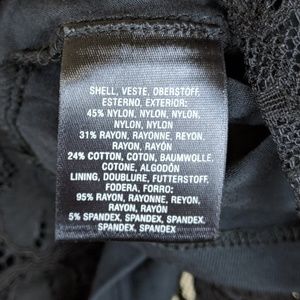 SHELL, VESTE, OBERSTOFF,
ESTERNO, EXTERIOR:
45% NYLON, NYLON, NYLON,
NYLON, NYLON
31% RAYON, RAYONNE, REYON,
RAYON, RAYÓN
24% COTTON, COTON, BAUMWOLLE,
COTONE, ALGODÓN
LINING, DOUBLURE, FUTTERSTOFF,
FODERA, FORRO:
95% RAYON, RAYONNE, REYON,
RAYON, RAYÓN
5% SPANDEX, SPANDEX, SPANDEX,
SPANDEX, SPANDEX